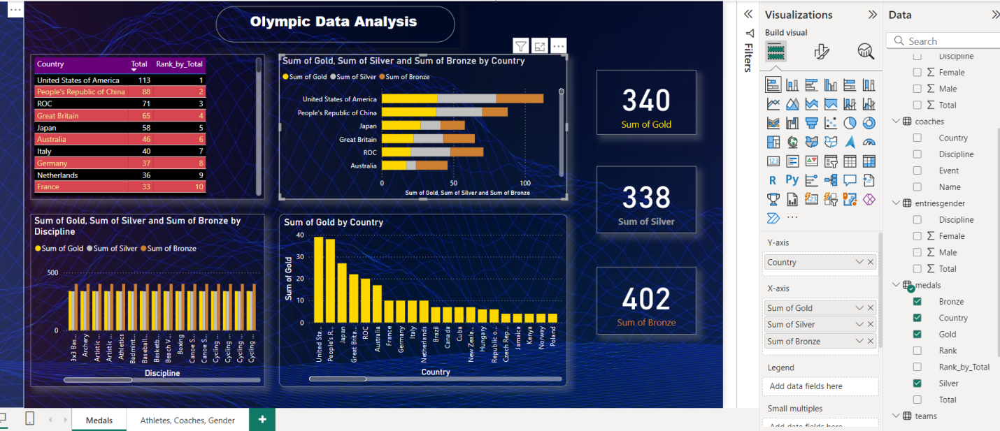 Olympic Data Analysis
Country Total Rank_by_Total
United States of America 113 1
People's Republic of China 88 2
ROC 71 3
Great Britain 65 4
Japan 58 5
Australia 46 6
Italy 40 7
Germany 37 8
Netherlands 36 9
France 33 10
Sum of Gold, Sum of Silver and Sum of Bronze by Country
Sum of Gold Sum of Silver Sum of Bronze
United States of America
People's Republic of China
Japan
Great Britain
ROC
Australia
0 50 100
Sum of Gold, Sum of Silver and Sum of Bronze
340
Sum of Gold
338
Sum of Silver
402
Sum of Bronze
Sum of Gold, Sum of Silver and Sum of Bronze by
Discipline
Sum of Gold Sum of Silver Sum of Bronze
500
0
3x3 Bas...
Archery
Artistic ...
Artistic ...
Athletics
Badmint...
Baseball...
Basketb...
Beach V...
Boxing
Canoe S...
Canoe S...
Cycling ...
Cycling ...
Cycling ...
Cycling ...
Discipline
Sum of Gold by Country
40
30
20
10
0
Sum of Gold
United Sta...
People's R...
Japan
Great Brita...
ROC
Australia
France
Germany
Italy
Netherlands
Brazil
Canada
Cuba
New Zeala...
Hungary
Republic o...
Czech Rep...
Jamaica
Kenya
Norway
Poland
Country
Medals
Athletes, Coaches, Gender
+
Filters
Visualizations
Build visual
123
R
Py
123
...
Y-axis
Country
X-axis
Sum of Gold
Sum of Silver
Sum of Bronze
Legend
Add data fields here
Small multiples
Add data fields here
Data
Search
Discipline
Female
Male
Total
coaches
Country
Discipline
Event
Name
entriesgender
Discipline
Female
Male
Total
medals
Bronze
Country
Gold
Rank
Rank_by_Total
Silver
Total
teams